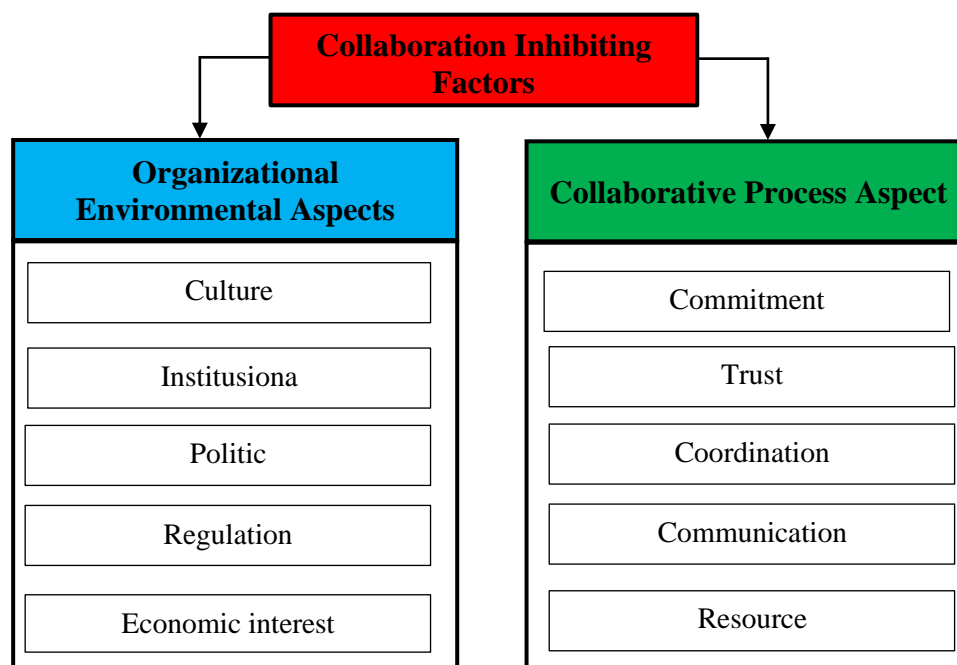 Collaboration Inhibiting
Factors
Organizational
Environmental Aspects
Culture
Institusiona
Politic
Regulation
Economic interest
Collaborative Process Aspect
Commitment
Trust
Coordination
Communication
Resource